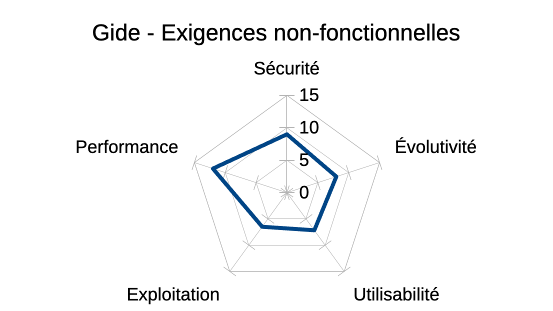 Gide - Exigences non-fonctionnelles
Sécurité
15
10
5
0
Performance
Évolutivité
Exploitation
Utilisabilité